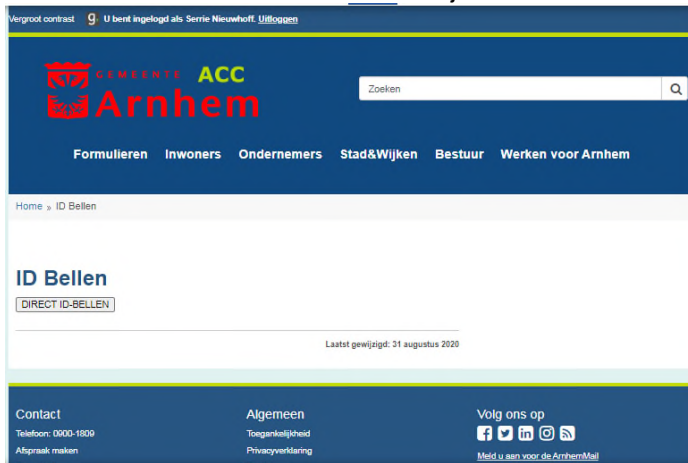 Vergroot contrast g. U bent ingelogd als Serrie Nieuwhoff. Uitloggen
GEMEENTE ACC
Arnhem
Zoeken
Formulieren Inwoners Ondernemers Stad&Wijken Bestuur Werken voor Arnhem
Home » ID Bellen
ID Bellen
DIRECT ID-BELLEN
Laatst gewijzigd: 31 augustus 2020
Contact Algemeen Volg ons op
Telefoon: 0900-1809 Toegankelijkheid
Afspraak maken Privacyverklaring Meld u aan voor de ArnhemMail